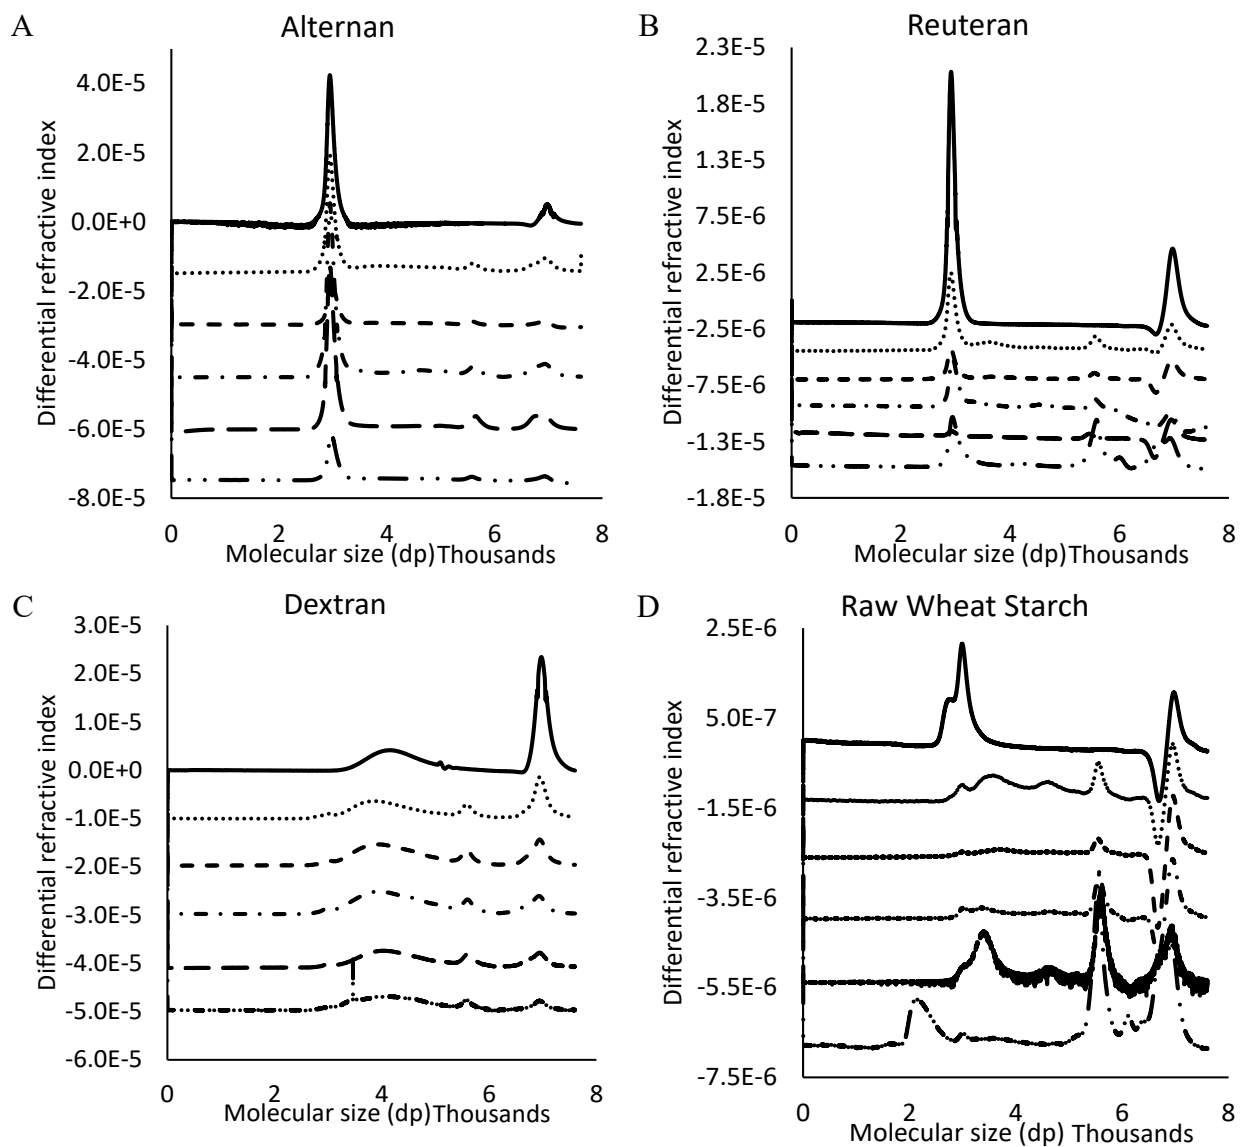 A
Alternan
Differential refractive index
4.0E-5
2.0E-5
0.0E+0
-2.0E-5
-4.0E-5
-6.0E-5
-8.0E-5
0 2 4 6 8
Molecular size (dp) Thousands
B
Reuteran
Differential refractive index
2.3E-5
1.8E-5
1.3E-5
7.5E-6
2.5E-6
-2.5E-6
-7.5E-6
-1.3E-5
-1.8E-5
0 2 4 6 8
Molecular size (dp) Thousands
C
Dextran
Differential refractive index
3.0E-5
2.0E-5
1.0E-5
0.0E+0
-1.0E-5
-2.0E-5
-3.0E-5
-4.0E-5
-5.0E-5
-6.0E-5
0 2 4 6 8
Molecular size (dp) Thousands
D
Raw Wheat Starch
Differential refractive index
2.5E-6
5.0E-7
-1.5E-6
-3.5E-6
-5.5E-6
-7.5E-6
0 2 4 6 8
Molecular size (dp) Thousands